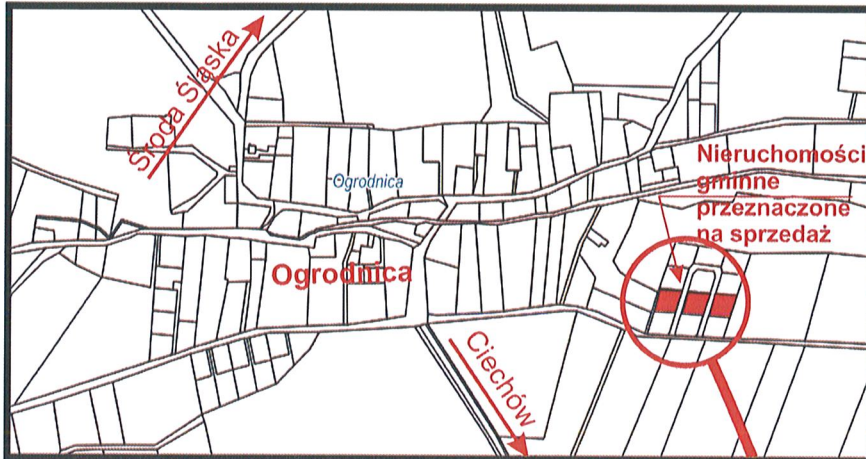 Środa Śląska
Ogrodnica
Nieruchomości
gminne
przeznaczone
na sprzedaż
Ogrodnica
Ciechów